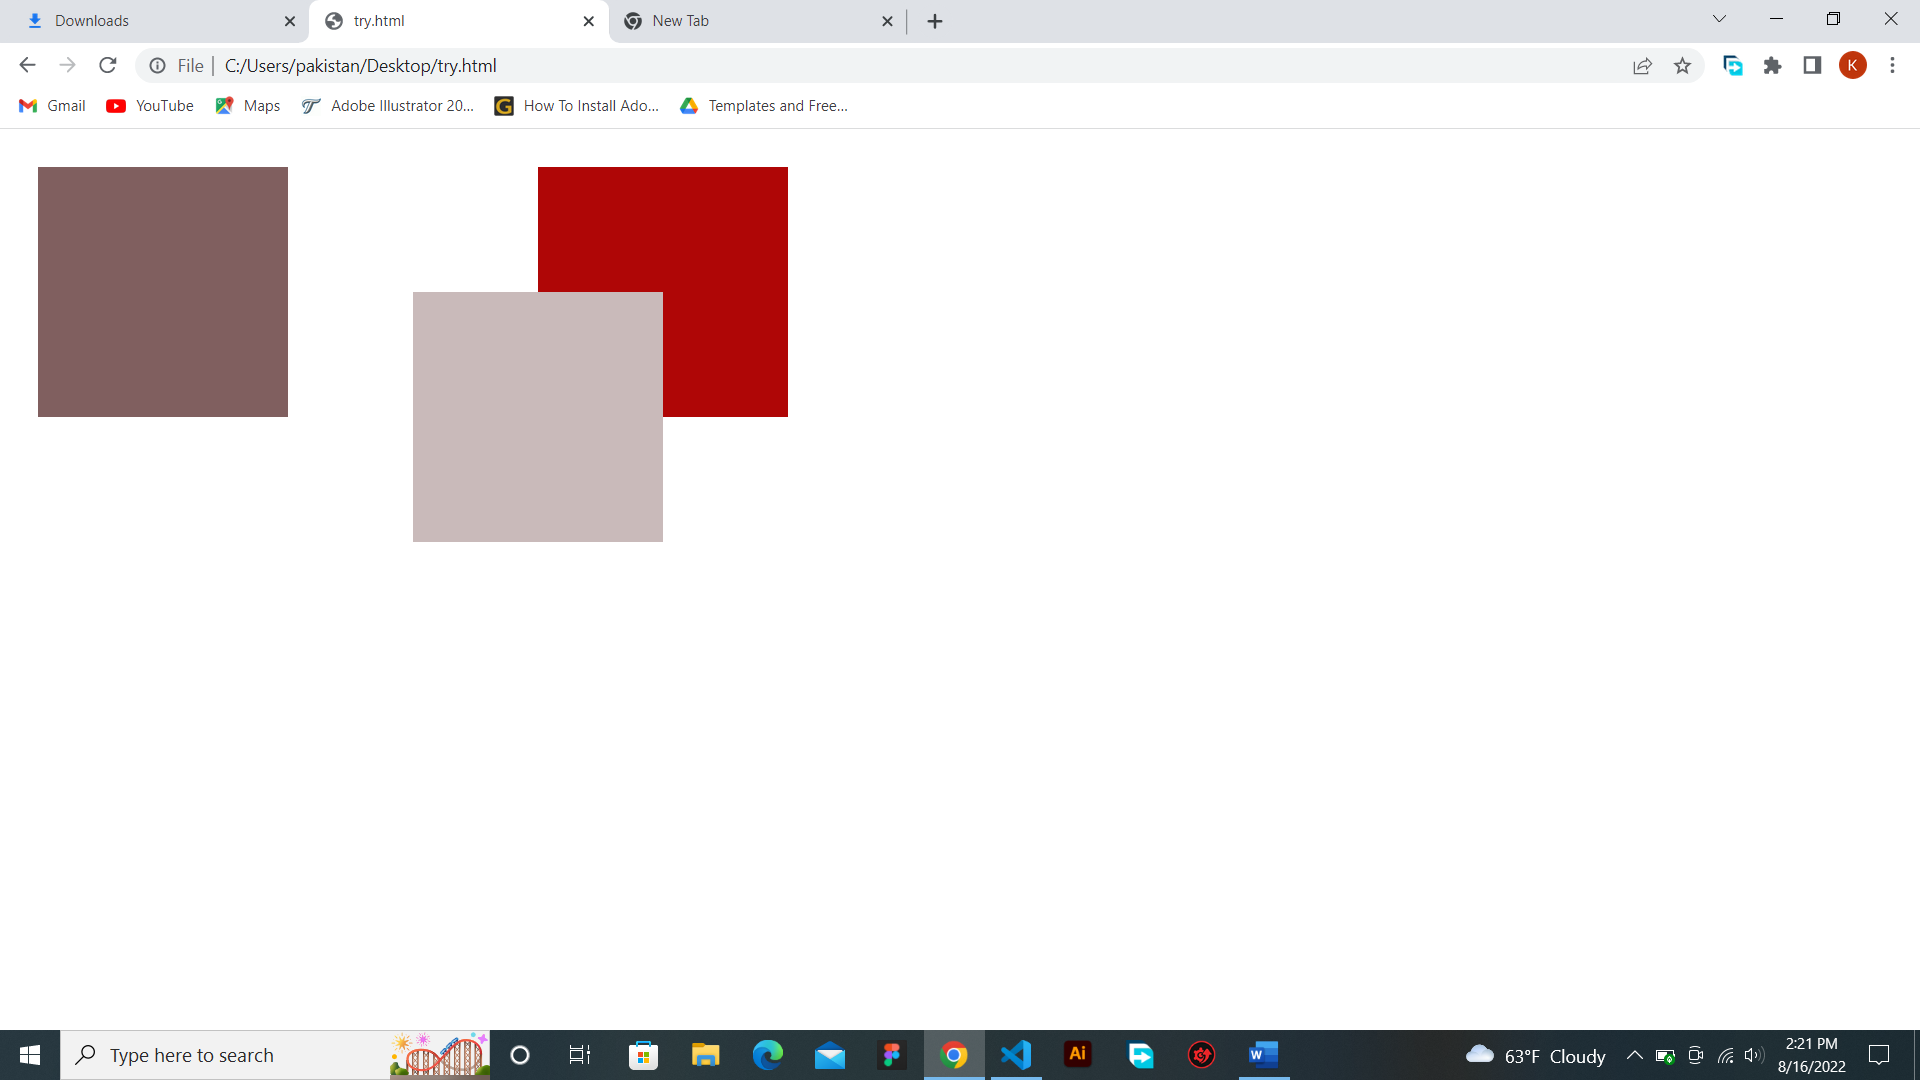 Downloads
try.html
New Tab
File | C:/Users/pakistan/Desktop/try.html
K
Gmail
YouTube
Maps
Adobe Illustrator 20...
How To Install Ado...
Templates and Free...
Type here to search
Ai
W
63°F Cloudy
2:21 PM
8/16/2022